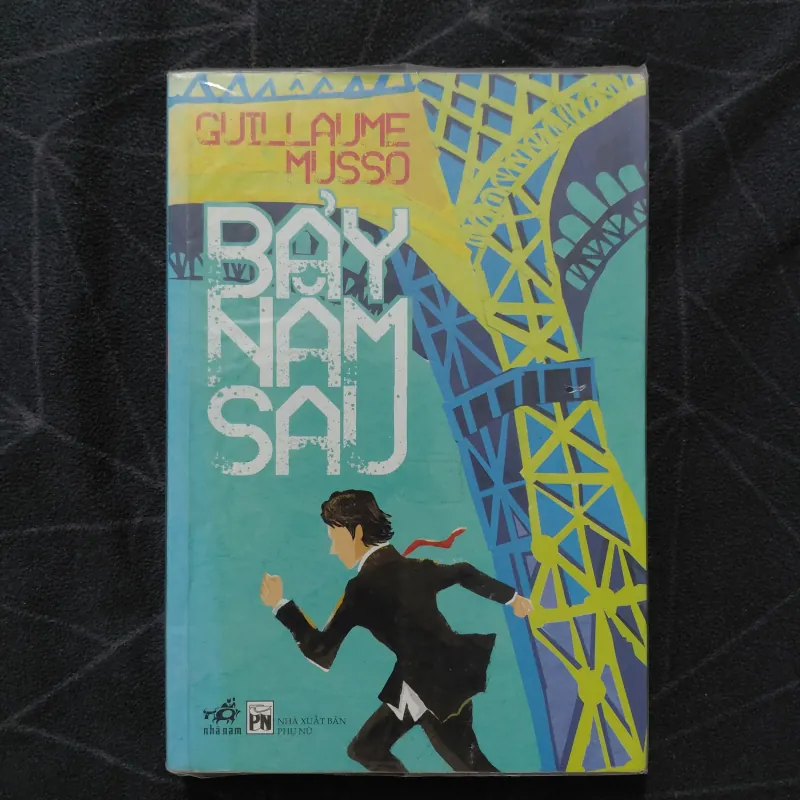 GUILLAUME
MUSSO
BẢY
NĂM
SAU
nhã nam
PN
NHÀ XUẤT BẢN
PHỤ NỮ